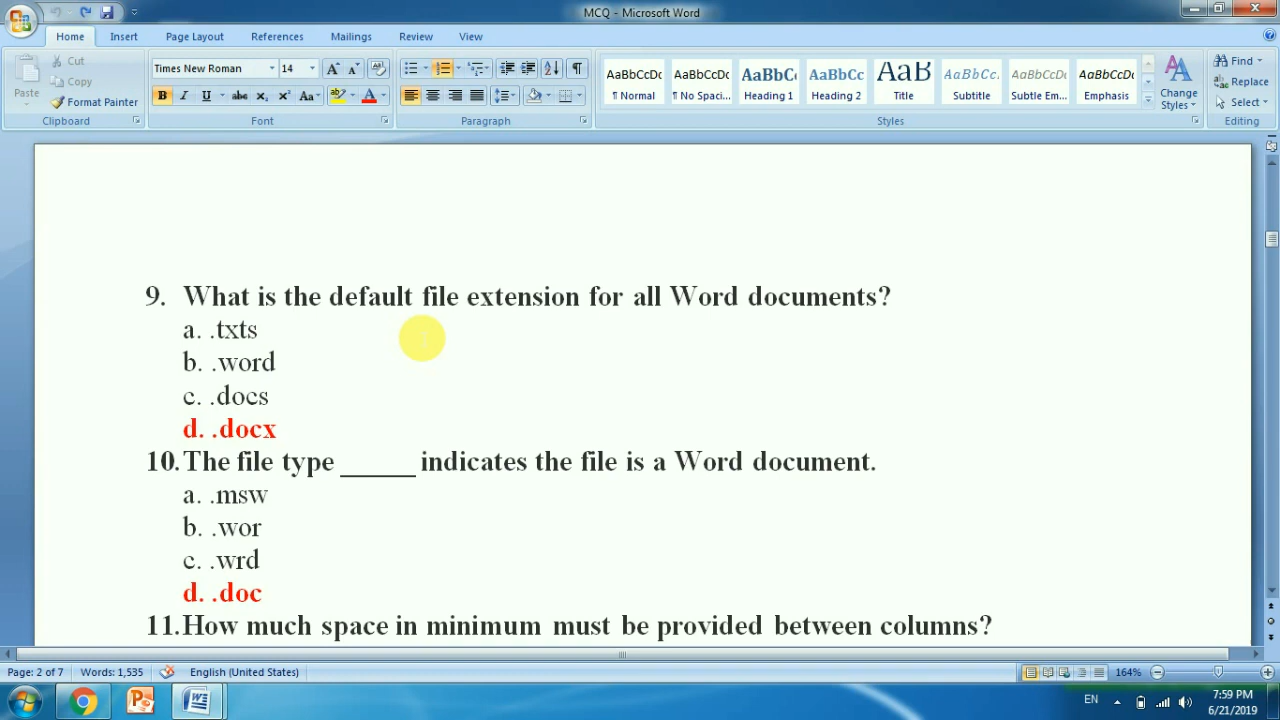 MCQ - Microsoft Word
Home Insert Page Layout References Mailings Review View
Paste Cut Copy Format Painter Clipboard
Times New Roman 14 Font
Paragraph
AaBbCcDc AaBbCcDc AaBbCc AaBbCc AaB AaBbCc. AaBbCcDc AaBbCcDc
¶ Normal ¶ No Spaci... Heading 1 Heading 2 Title Subtitle Subtle Em... Emphasis
Change Styles Styles
Find Replace Select Editing
9. What is the default file extension for all Word documents?
a. .txts
b. .word
c. .docs
d. .docx
10. The file type ______ indicates the file is a Word document.
a. .msw
b. .wor
c. .wrd
d. .doc
11. How much space in minimum must be provided between columns?
Page: 2 of 7 Words: 1,535 English (United States) 164%
EN 7:59 PM
6/21/2019